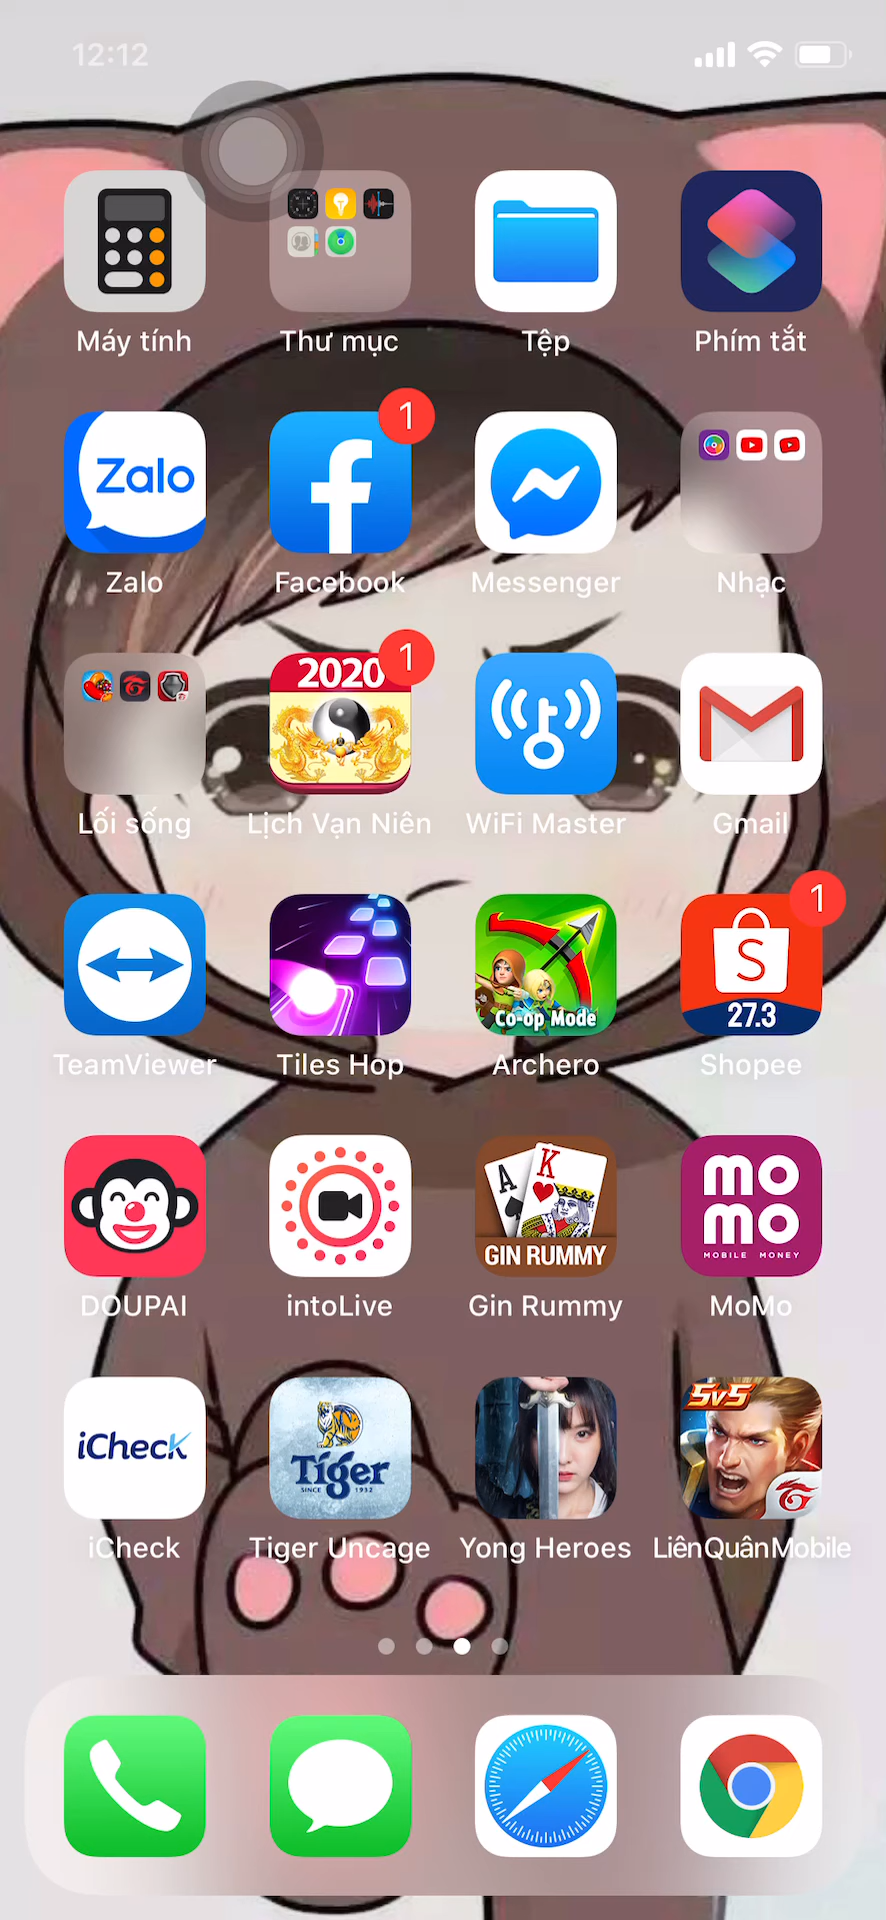 12:12
Máy tính
Thư mục
Tệp
Phím tắt
Zalo
1
Zalo
Facebook
Messenger
Nhạc
2020
1
Lối sống
Lịch Vạn Niên
WiFi Master
Gmail
Co-op Mode
1
S
27.3
TeamViewer
Tiles Hop
Archero
Shopee
A
K
GIN RUMMY
mo
mo
MOBILE MONEY
DOUPAI
intoLive
Gin Rummy
MoMo
iCheck
Tiger
SINCE 1932
5v5
iCheck
Tiger Uncage
Yong Heroes
LiênQuânMobile